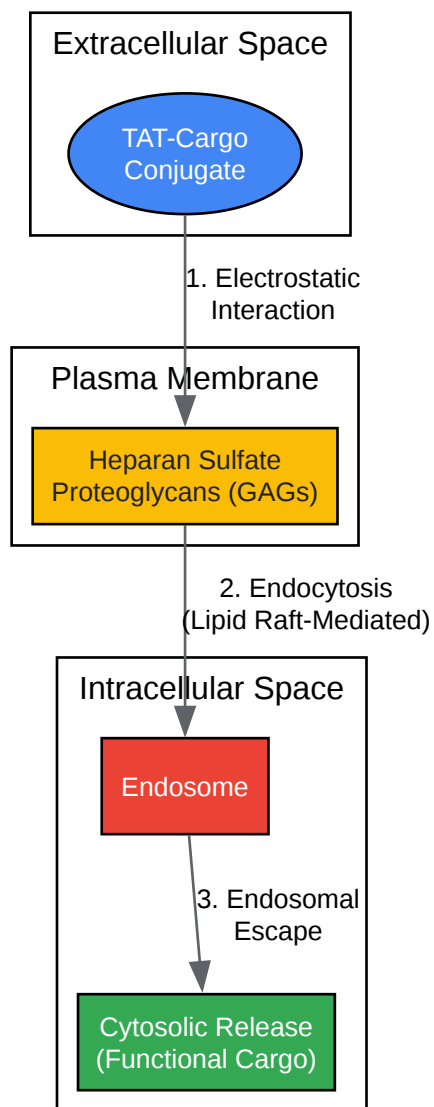 Extracellular Space
TAT-Cargo
Conjugate
1. Electrostatic
Interaction
Plasma Membrane
Heparan Sulfate
Proteoglycans (GAGs)
2. Endocytosis
(Lipid Raft-Mediated)
Intracellular Space
Endosome
3. Endosomal
Escape
Cytosolic Release
(Functional Cargo)